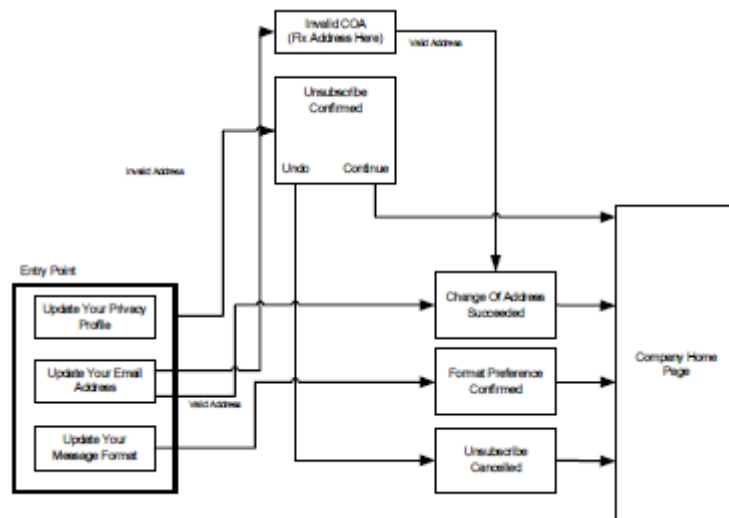 Invalid COA
(Fix Address Here)
Valid Address
Unsubscribe
Confirmed
Undo
Continue
Invalid Address
Entry Point
Update Your Privacy
Profile
Update Your Email
Address
Valid Address
Update Your
Message Format
Change Of Address
Succeeded
Format Preference
Confirmed
Unsubscribe
Cancelled
Company Home
Page